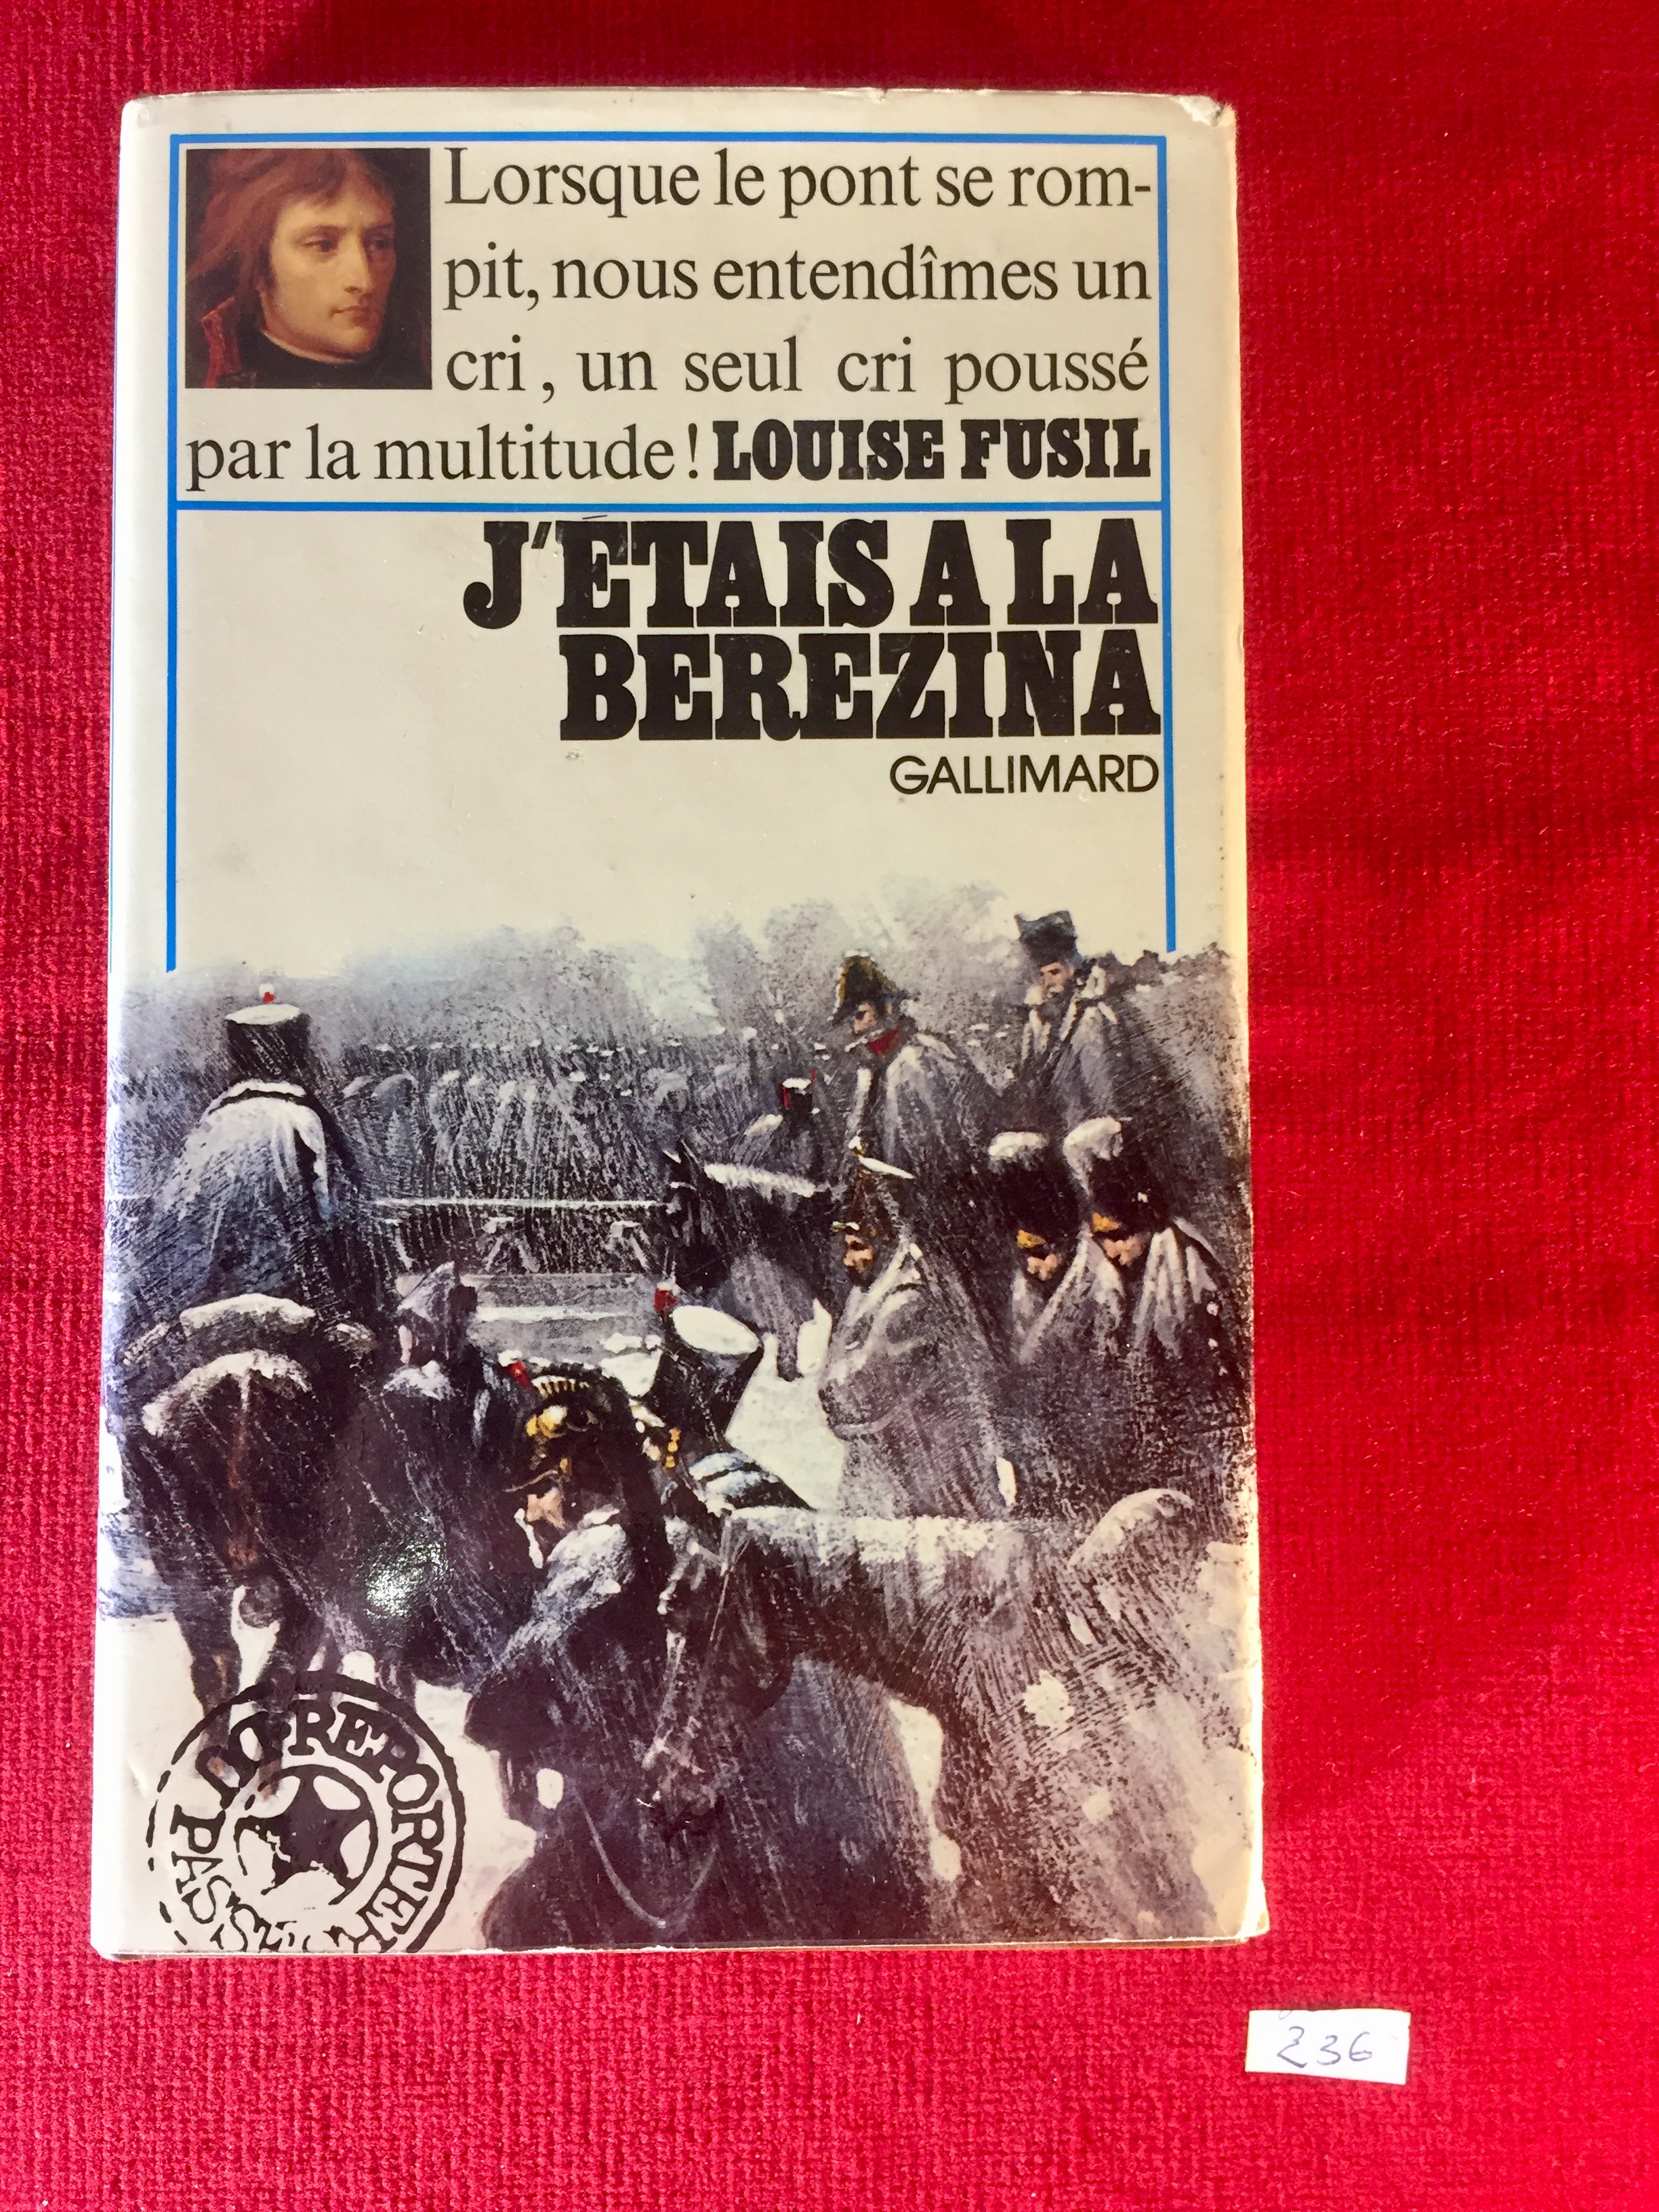 Lorsque le pont se rom-
pit, nous entendîmes un
cri, un seul cri poussé
par la multitude! LOUISE FUSIL
J'ÉTAIS A LA
BEREZINA
GALLIMARD
REPORTER
236